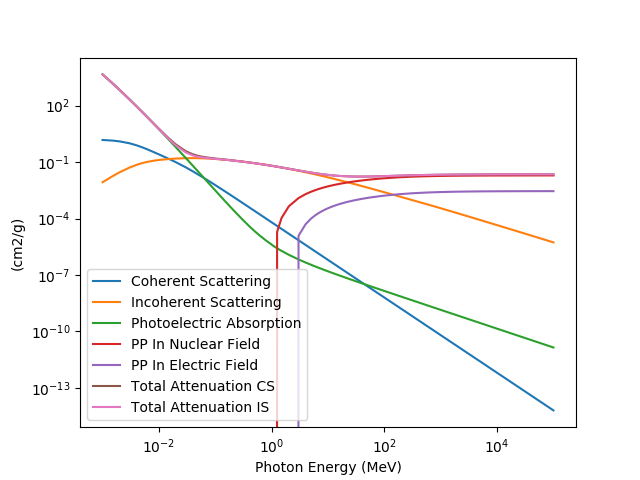 (cm2/g)
10^2
10^-1
10^-4
10^-7
10^-10
10^-13
Coherent Scattering
Incoherent Scattering
Photoelectric Absorption
PP In Nuclear Field
PP In Electric Field
Total Attenuation CS
Total Attenuation IS
10^-2 10^0 10^2 10^4
Photon Energy (MeV)